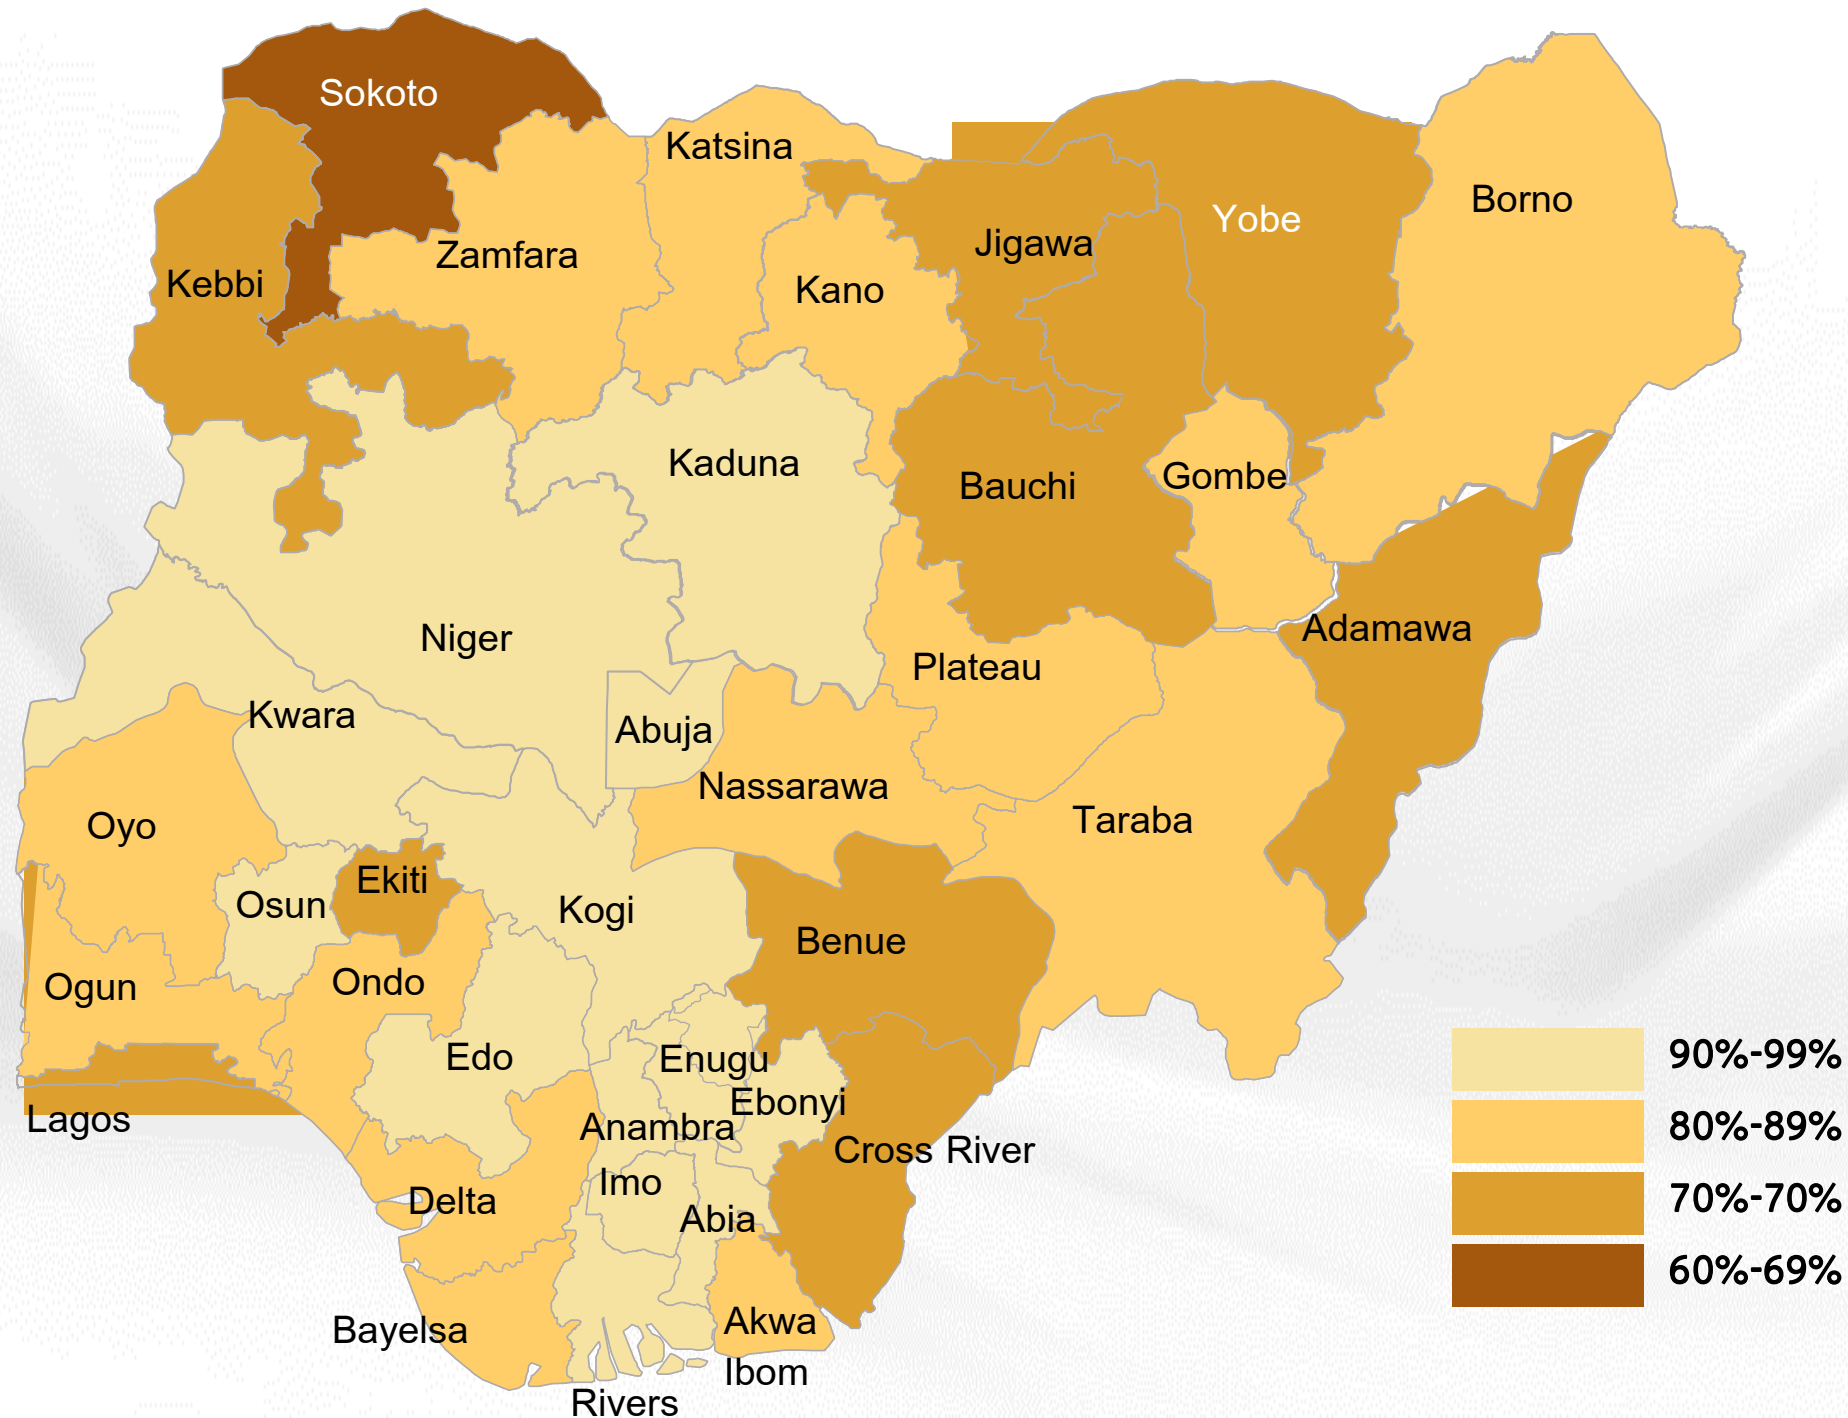 Sokoto
Katsina
Borno
Yobe
Jigawa
Zamfara
Kebbi
Kano
Kaduna
Gombe
Bauchi
Adamawa
Niger
Plateau
Kwara
Abuja
Nassarawa
Taraba
Oyo
Ekiti
Osun
Kogi
Benue
Ondo
Ogun
Edo
Enugu
Ebonyi
Lagos
Anambra
Cross River
Imo
Delta
Abia
Akwa
Ibom
Bayelsa
Rivers
90%-99%
80%-89%
70%-70%
60%-69%